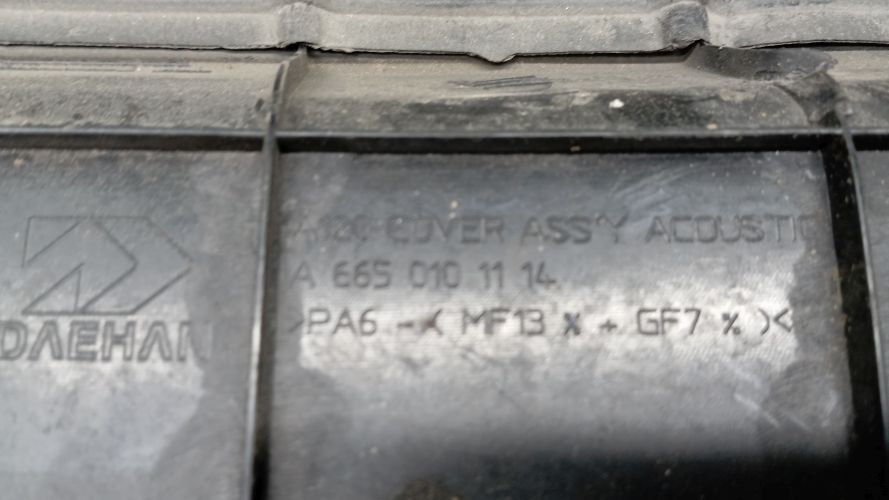 COVER ASS'Y ACOUSTIC
A 665 010 11 14
>PA6 -( MF13 % + GF7 % )<
DAEHAN